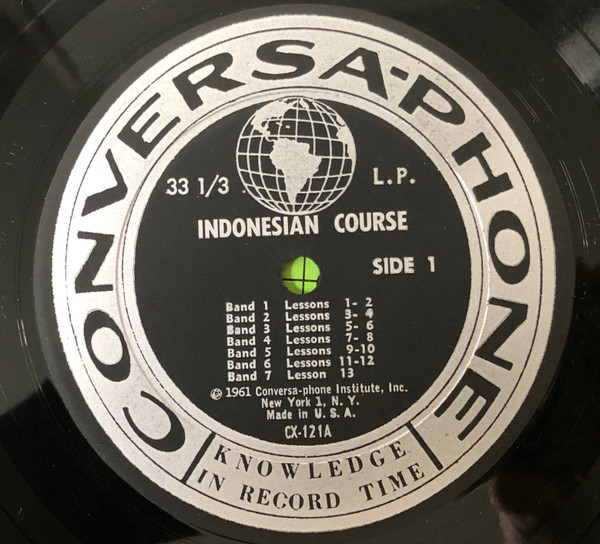 CONVERSA-PHONE
33 1/3 L.P.
INDONESIAN COURSE
SIDE 1
Band 1 Lessons 1- 2
Band 2 Lessons 3- 4
Band 3 Lessons 5- 6
Band 4 Lessons 7- 8
Band 5 Lessons 9-10
Band 6 Lessons 11-12
Band 7 Lesson 13
℗ 1961 Conversa-phone Institute, Inc.
New York 1, N. Y.
Made in U. S. A.
CX-121A
KNOWLEDGE
IN RECORD TIME